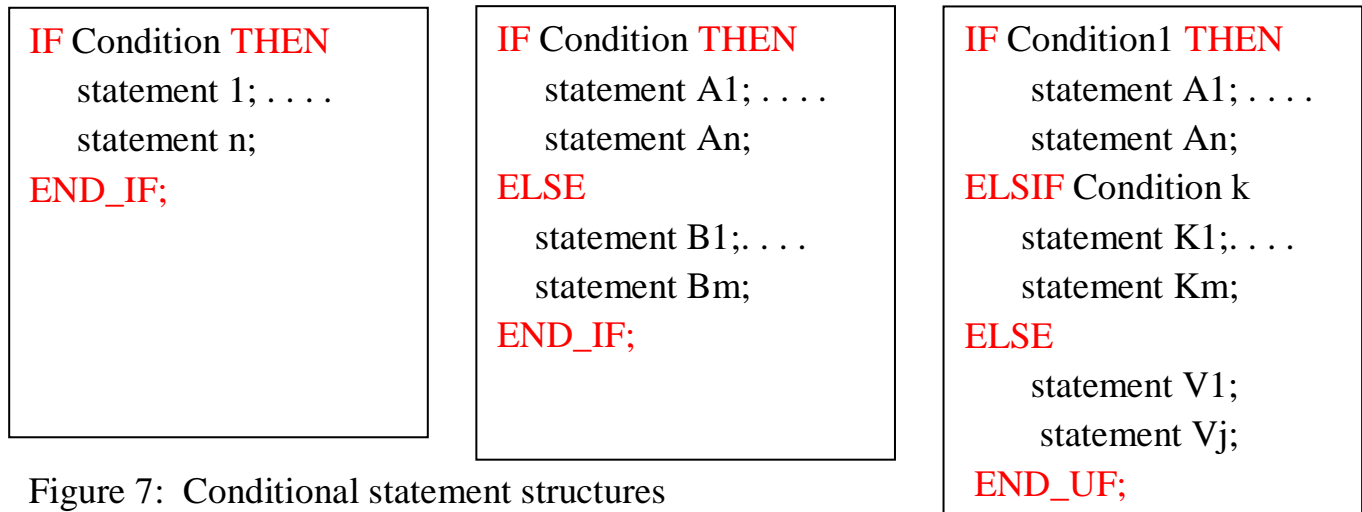 IF Condition THEN
statement 1; . . . .
statement n;
END_IF;
IF Condition THEN
statement A1; . . . .
statement An;
ELSE
statement B1;. . . .
statement Bm;
END_IF;
IF Condition1 THEN
statement A1; . . . .
statement An;
ELSIF Condition k
statement K1;. . . .
statement Km;
ELSE
statement V1;
statement Vj;
END_UF;
Figure 7: Conditional statement structures